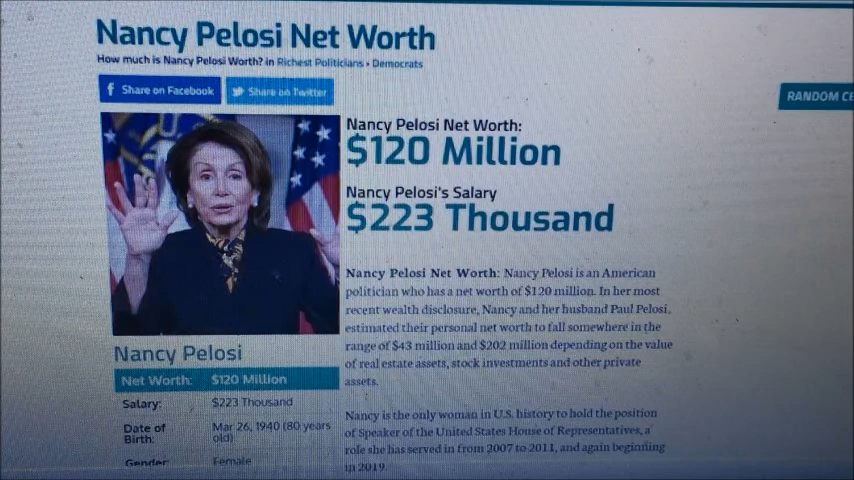 Nancy Pelosi Net Worth
How much is Nancy Pelosi Worth? in Richest Politicians › Democrats
Share on Facebook
Share on Twitter
RANDOM CE
Nancy Pelosi Net Worth:
$120 Million
Nancy Pelosi's Salary
$223 Thousand
Nancy Pelosi Net Worth: Nancy Pelosi is an American
politician who has a net worth of $120 million. In her most
recent wealth disclosure, Nancy and her husband Paul Pelosi,
estimated their personal net worth to fall somewhere in the
range of $43 million and $202 million depending on the value
of real estate assets, stock investments and other private
assets.
Nancy is the only woman in U.S. history to hold the position
of Speaker of the United States House of Representatives, a
role she has served in from 2007 to 2011, and again beginning
in 2019.
Nancy Pelosi
Net Worth: $120 Million
Salary: $223 Thousand
Date of Birth: Mar 26, 1940 (80 years old)
Gender: Female